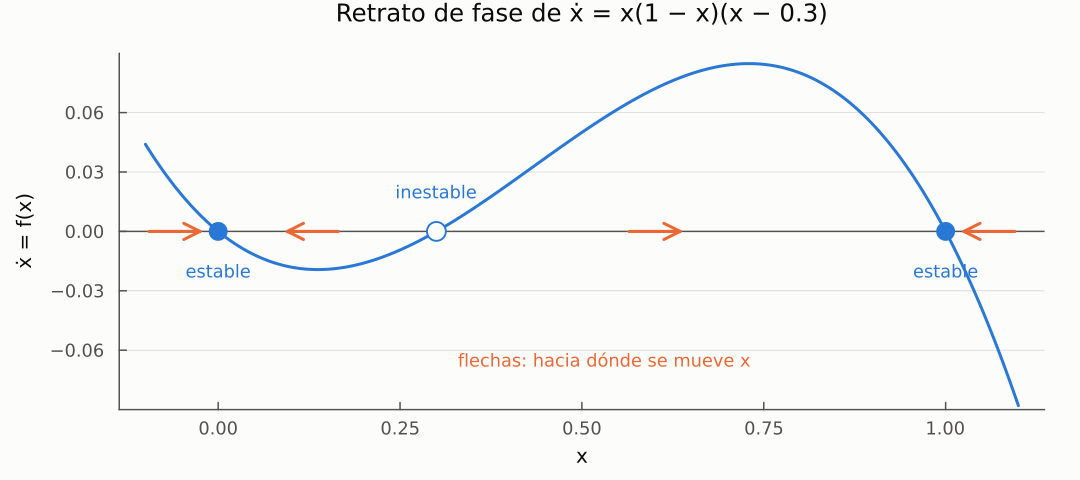 Retrato de fase de ẋ = x(1 − x)(x − 0.3)
ẋ = f(x)
0.06
0.03
0.00
−0.03
−0.06
inestable
estable
estable
flechas: hacia dónde se mueve x
0.00
0.25
0.50
0.75
1.00
x